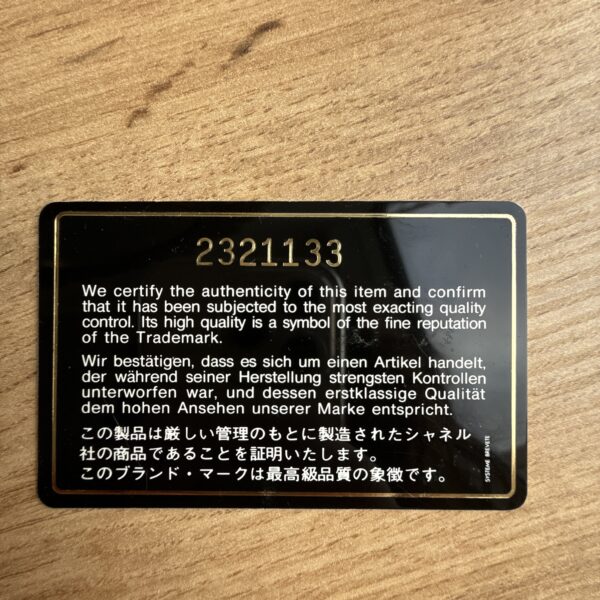 2321133
We certify the authenticity of this item and confirm
that it has been subjected to the most exacting quality
control. Its high quality is a symbol of the fine reputation
of the Trademark.
Wir bestätigen, dass es sich um einen Artikel handelt,
der während seiner Herstellung strengsten Kontrollen
unterworfen war, und dessen erstklassige Qualität
dem hohen Ansehen unserer Marke entspricht.
この製品は厳しい管理のもとに製造されたシャネル
社の商品であることを証明いたします。
このブランド・マークは最高級品質の象徴です。
SYSTEME BREVETE